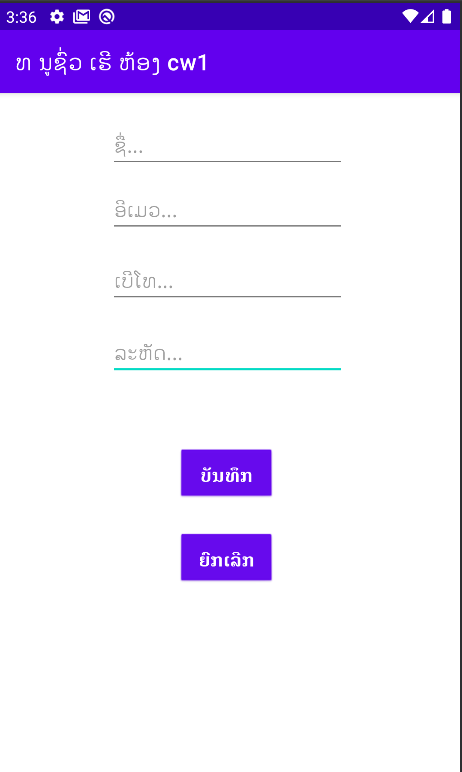 3:36
ທ ນູຊົ່ວ ເຮີ ຫ້ອງ cw1
ຊື່...
ອີເມວ...
ເບີໂທ...
ລະຫັດ...
ບັນທຶກ
ຍົກເລີກ